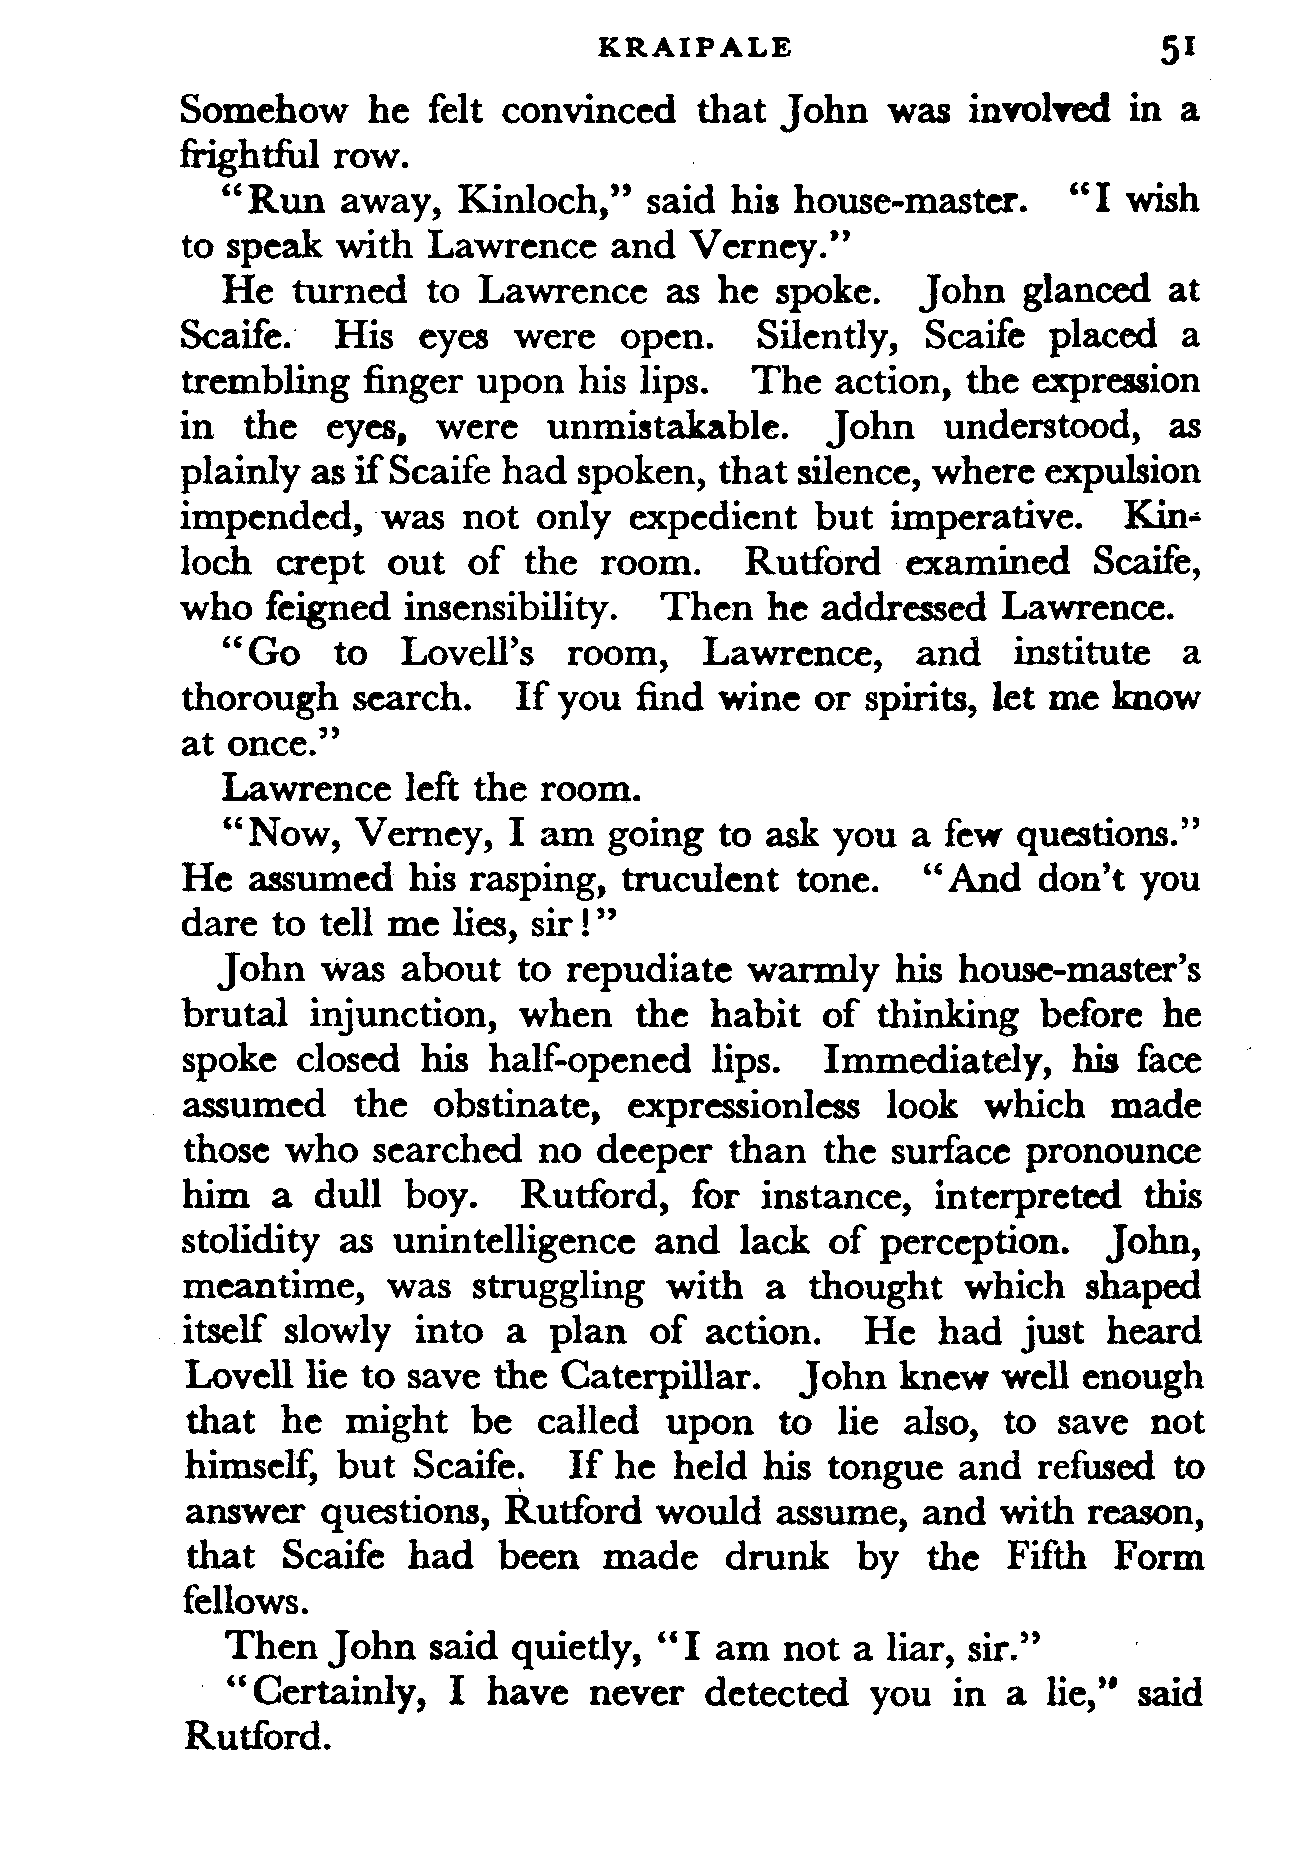 KRAIPALE 51
Somehow he felt convinced that John was involved in a
frightful row.
“Run away, Kinloch,” said his house-master. “I wish
to speak with Lawrence and Verney.”
He turned to Lawrence as he spoke. John glanced at
Scaife. His eyes were open. Silently, Scaife placed a
trembling finger upon his lips. The action, the expression
in the eyes, were unmistakable. John understood, as
plainly as if Scaife had spoken, that silence, where expulsion
impended, was not only expedient but imperative. Kin-
loch crept out of the room. Rutford examined Scaife,
who feigned insensibility. Then he addressed Lawrence.
“Go to Lovell’s room, Lawrence, and institute a
thorough search. If you find wine or spirits, let me know
at once.”
Lawrence left the room.
“Now, Verney, I am going to ask you a few questions.”
He assumed his rasping, truculent tone. “And don’t you
dare to tell me lies, sir!”
John was about to repudiate warmly his house-master’s
brutal injunction, when the habit of thinking before he
spoke closed his half-opened lips. Immediately, his face
assumed the obstinate, expressionless look which made
those who searched no deeper than the surface pronounce
him a dull boy. Rutford, for instance, interpreted this
stolidity as unintelligence and lack of perception. John,
meantime, was struggling with a thought which shaped
itself slowly into a plan of action. He had just heard
Lovell lie to save the Caterpillar. John knew well enough
that he might be called upon to lie also, to save not
himself, but Scaife. If he held his tongue and refused to
answer questions, Rutford would assume, and with reason,
that Scaife had been made drunk by the Fifth Form
fellows.
Then John said quietly, “I am not a liar, sir.”
“Certainly, I have never detected you in a lie,” said
Rutford.